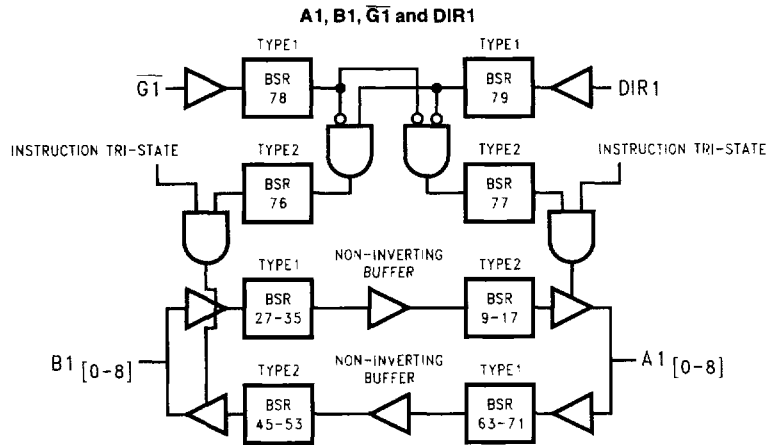 A1, B1, G1 and DIR1
TYPE1
TYPE1
G1
BSR
78
BSR
79
DIR1
INSTRUCTION TRI-STATE
TYPE2
TYPE2
INSTRUCTION TRI-STATE
BSR
76
BSR
77
TYPE1
NON-INVERTING
BUFFER
TYPE2
BSR
27-35
BSR
9-17
B1 [0-8]
A1 [0-8]
TYPE2
NON-INVERTING
BUFFER
TYPE1
BSR
45-53
BSR
63-71